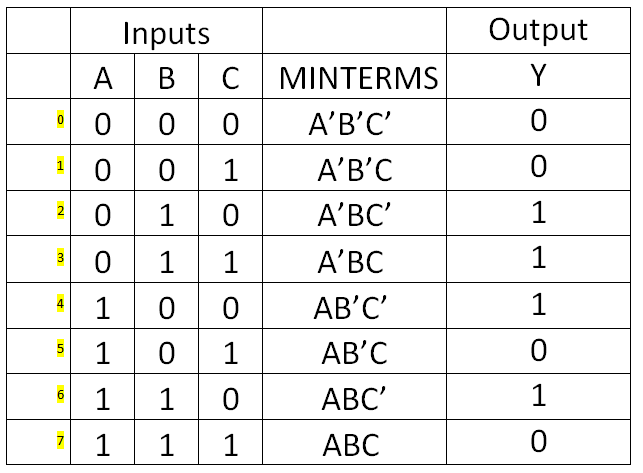 Inputs Output
A B C MINTERMS Y
0 0 0 0 A’B’C’ 0
1 0 0 1 A’B’C 0
2 0 1 0 A’BC’ 1
3 0 1 1 A’BC 1
4 1 0 0 AB’C’ 1
5 1 0 1 AB’C 0
6 1 1 0 ABC’ 1
7 1 1 1 ABC 0